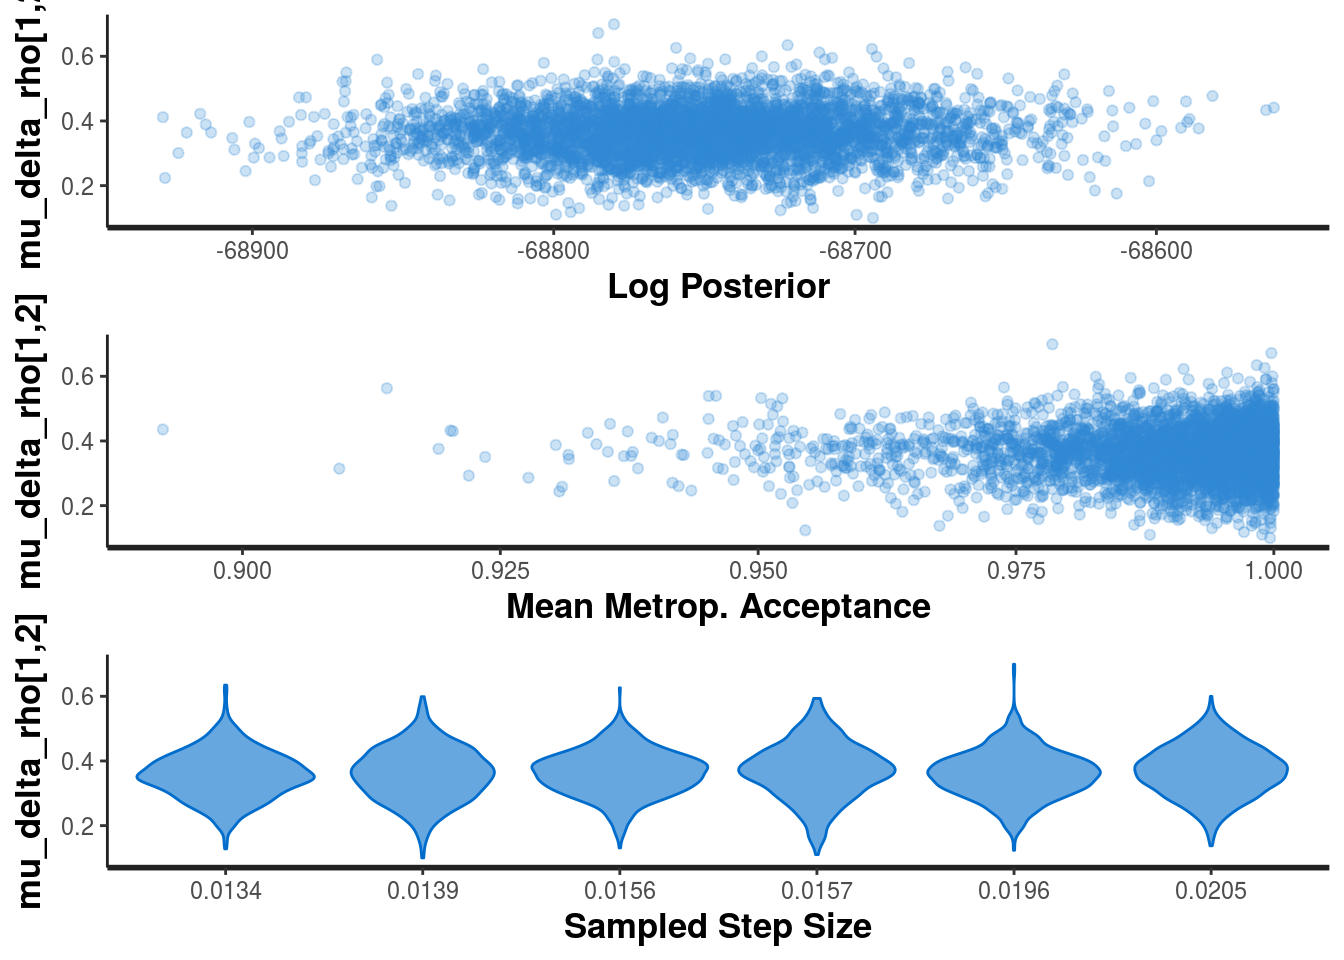 mu_delta_rho[1,
0.6
0.4
0.2
-68900 -68800 -68700 -68600
Log Posterior
mu_delta_rho[1,2]
0.6
0.4
0.2
0.900 0.925 0.950 0.975 1.000
Mean Metrop. Acceptance
mu_delta_rho[1,2]
0.6
0.4
0.2
0.0134 0.0139 0.0156 0.0157 0.0196 0.0205
Sampled Step Size